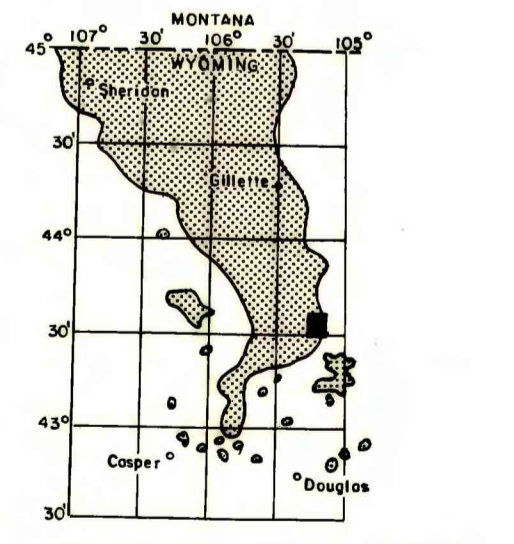 MONTANA
45° 107° 30' 106° 30' 105°
WYOMING
Sheridan
30'
Gillette
44°
30'
43°
Casper
Douglas
30'